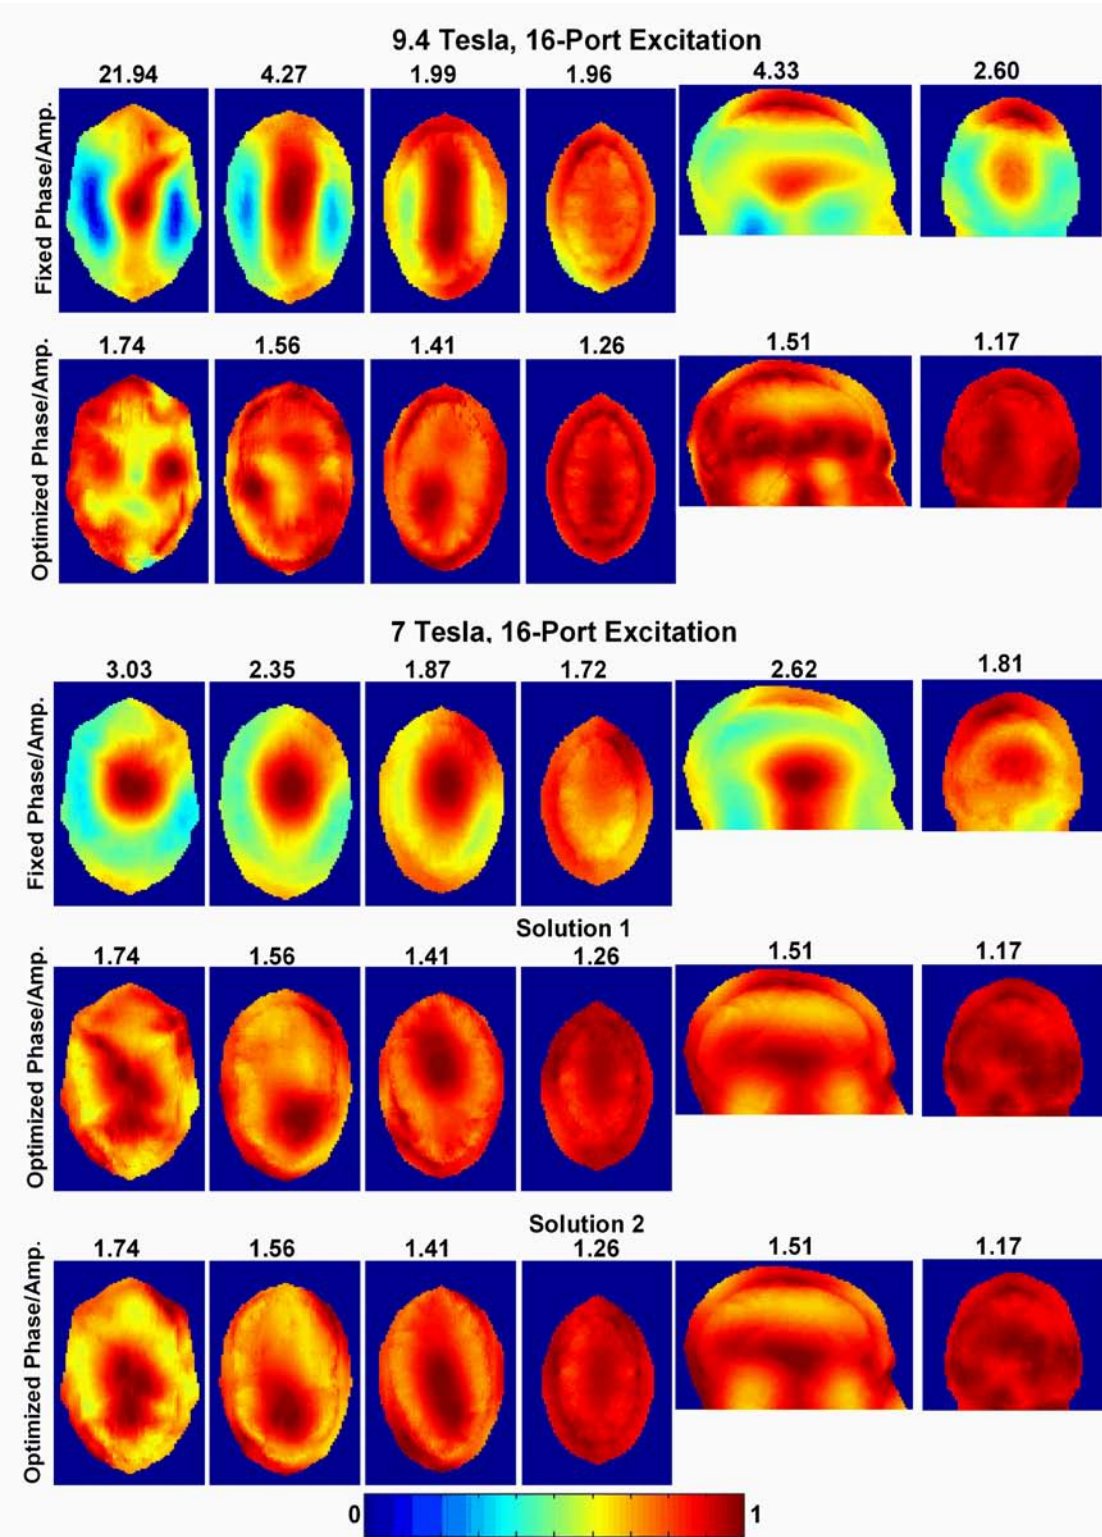 9.4 Tesla, 16-Port Excitation
21.94 4.27 1.99 1.96 4.33 2.60
Fixed Phase/Amp.
1.74 1.56 1.41 1.26 1.51 1.17
Optimized Phase/Amp.
7 Tesla, 16-Port Excitation
3.03 2.35 1.87 1.72 2.62 1.81
Fixed Phase/Amp.
Solution 1
1.74 1.56 1.41 1.26 1.51 1.17
Optimized Phase/Amp.
Solution 2
1.74 1.56 1.41 1.26 1.51 1.17
Optimized Phase/Amp.
0 1